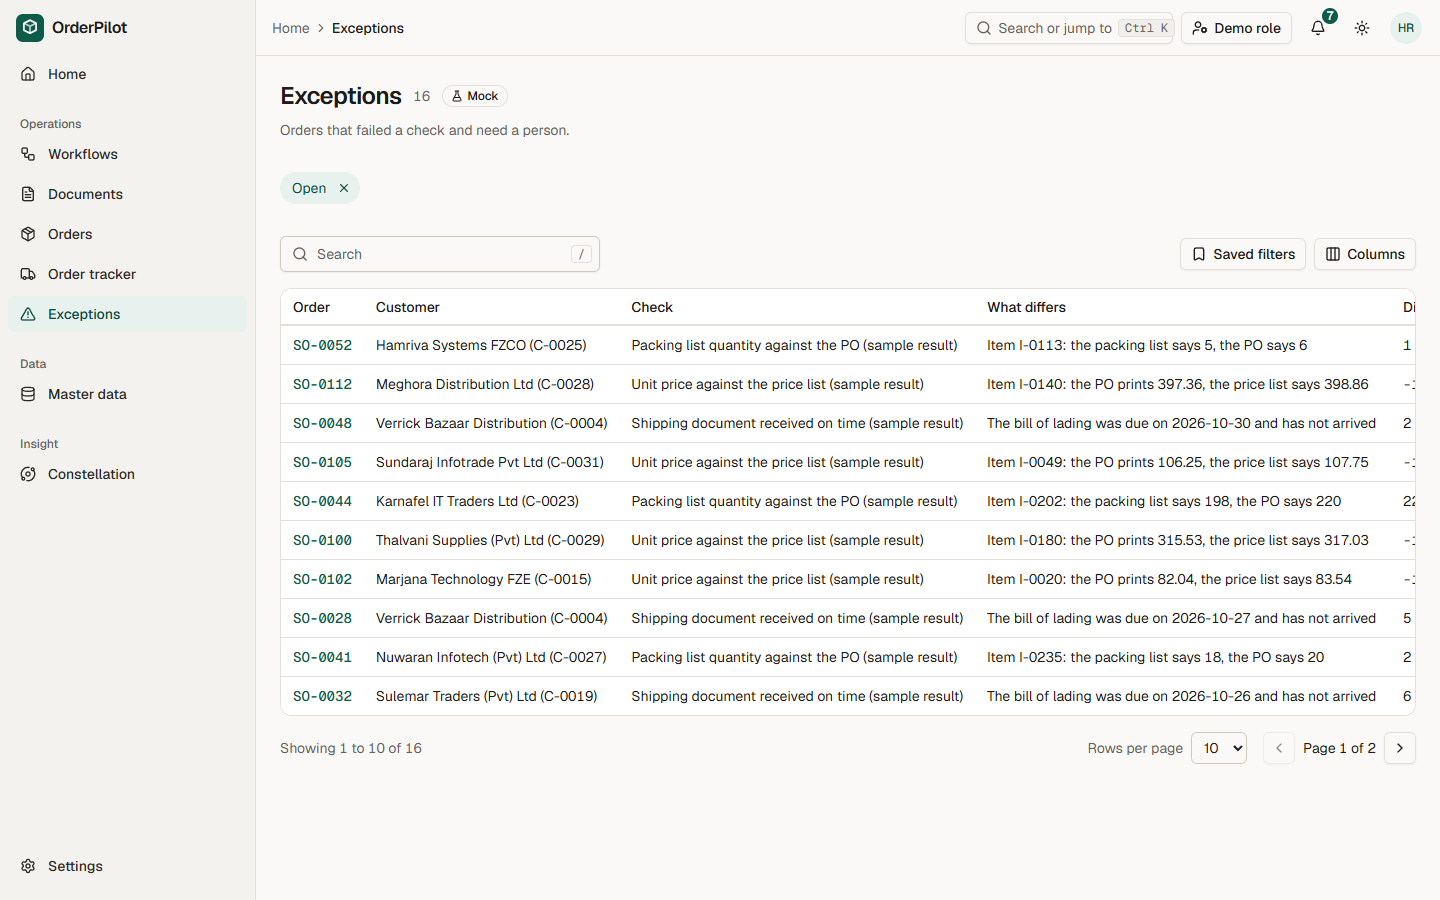 OrderPilot
Home
Operations
Workflows
Documents
Orders
Order tracker
Exceptions
Data
Master data
Insight
Constellation
Settings
Home > Exceptions
Search or jump to Ctrl K
Demo role
7
HR
Exceptions 16 Mock
Orders that failed a check and need a person.
Open
Search /
Saved filters
Columns
Order Customer Check What differs
SO-0052 Hamriva Systems FZCO (C-0025) Packing list quantity against the PO (sample result) Item I-0113: the packing list says 5, the PO says 6 1
SO-0112 Meghora Distribution Ltd (C-0028) Unit price against the price list (sample result) Item I-0140: the PO prints 397.36, the price list says 398.86
SO-0048 Verrick Bazaar Distribution (C-0004) Shipping document received on time (sample result) The bill of lading was due on 2026-10-30 and has not arrived 2
SO-0105 Sundaraj Infotrade Pvt Ltd (C-0031) Unit price against the price list (sample result) Item I-0049: the PO prints 106.25, the price list says 107.75
SO-0044 Karnafel IT Traders Ltd (C-0023) Packing list quantity against the PO (sample result) Item I-0202: the packing list says 198, the PO says 220 22
SO-0100 Thalvani Supplies (Pvt) Ltd (C-0029) Unit price against the price list (sample result) Item I-0180: the PO prints 315.53, the price list says 317.03
SO-0102 Marjana Technology FZE (C-0015) Unit price against the price list (sample result) Item I-0020: the PO prints 82.04, the price list says 83.54
SO-0028 Verrick Bazaar Distribution (C-0004) Shipping document received on time (sample result) The bill of lading was due on 2026-10-27 and has not arrived 5
SO-0041 Nuwaran Infotech (Pvt) Ltd (C-0027) Packing list quantity against the PO (sample result) Item I-0235: the packing list says 18, the PO says 20 2
SO-0032 Sulemar Traders (Pvt) Ltd (C-0019) Shipping document received on time (sample result) The bill of lading was due on 2026-10-26 and has not arrived 6
Showing 1 to 10 of 16
Rows per page 10
Page 1 of 2